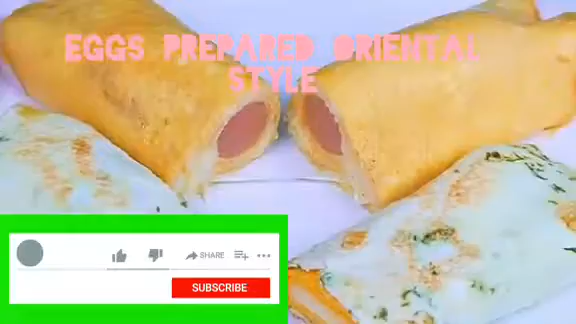 EGGS PREPARED ORIENTAL
STYLE
SHARE
SUBSCRIBE